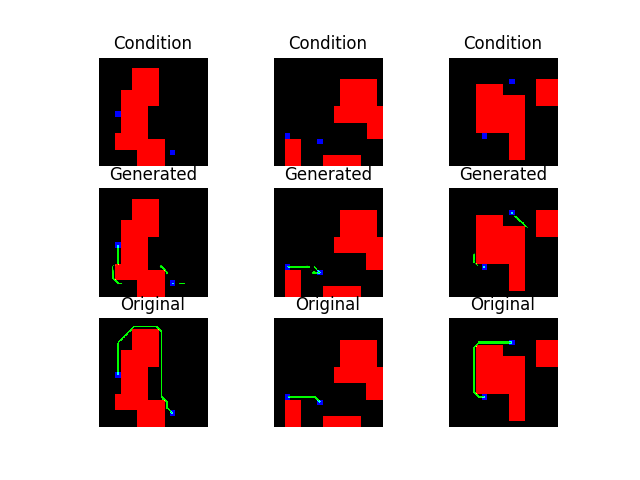 Condition
Condition
Condition
Generated
Generated
Generated
Original
Original
Original